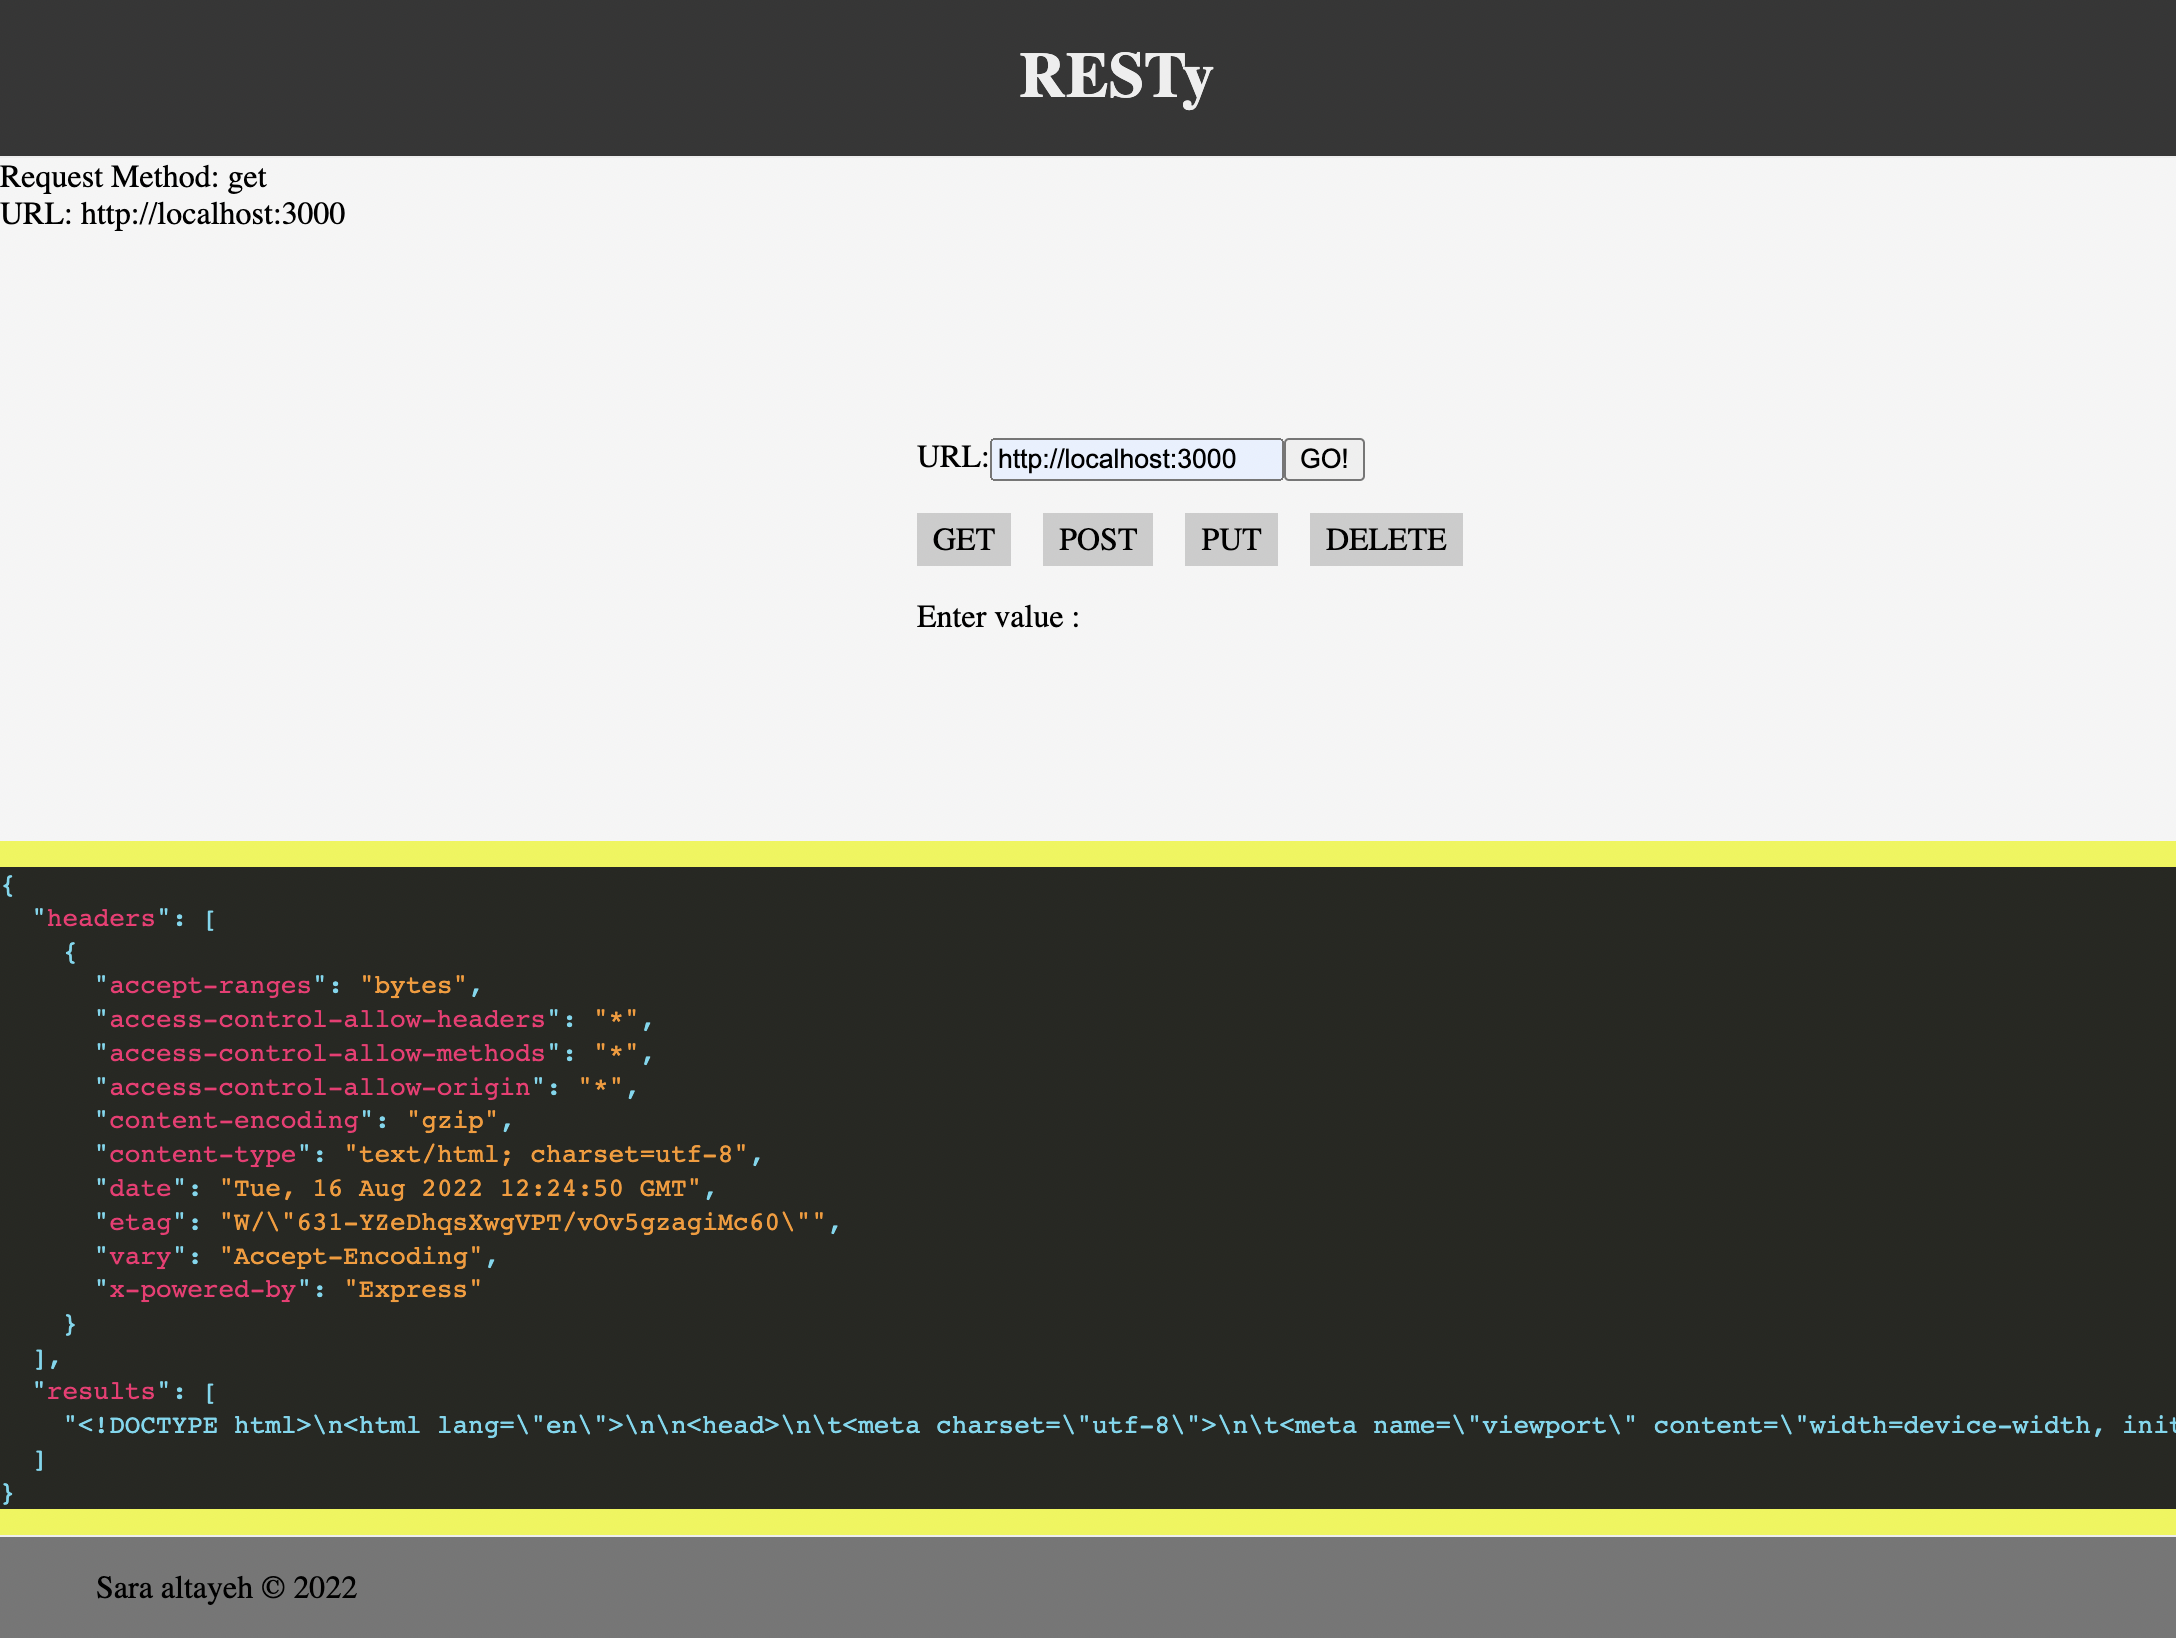 RESTy
Request Method: get
URL: http://localhost:3000
URL: http://localhost:3000 GO!
GET POST PUT DELETE
Enter value :
{
  "headers": [
    {
      "accept-ranges": "bytes",
      "access-control-allow-headers": "*",
      "access-control-allow-methods": "*",
      "access-control-allow-origin": "*",
      "content-encoding": "gzip",
      "content-type": "text/html; charset=utf-8",
      "date": "Tue, 16 Aug 2022 12:24:50 GMT",
      "etag": "W/\"631-YZeDhqsXwgVPT/vOv5gzagiMc60\"",
      "vary": "Accept-Encoding",
      "x-powered-by": "Express"
    }
  ],
  "results": [
    "<!DOCTYPE html>\n<html lang=\"en\">\n\n<head>\n\t<meta charset=\"utf-8\">\n\t<meta name=\"viewport\" content=\"width=device-width, init
  ]
}
Sara altayeh © 2022